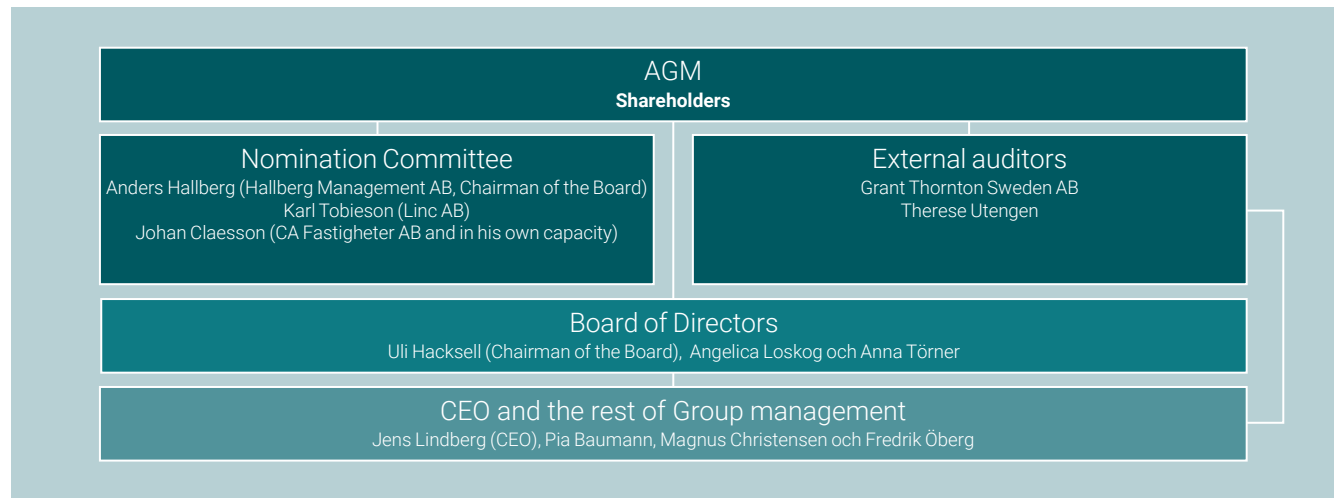 AGM
Shareholders
Nomination Committee
Anders Hallberg (Hallberg Management AB, Chairman of the Board)
Karl Tobieson (Linc AB)
Johan Claesson (CA Fastigheter AB and in his own capacity)
External auditors
Grant Thornton Sweden AB
Therese Utengen
Board of Directors
Uli Hacksell (Chairman of the Board), Angelica Loskog och Anna Törner
CEO and the rest of Group management
Jens Lindberg (CEO), Pia Baumann, Magnus Christensen och Fredrik Öberg